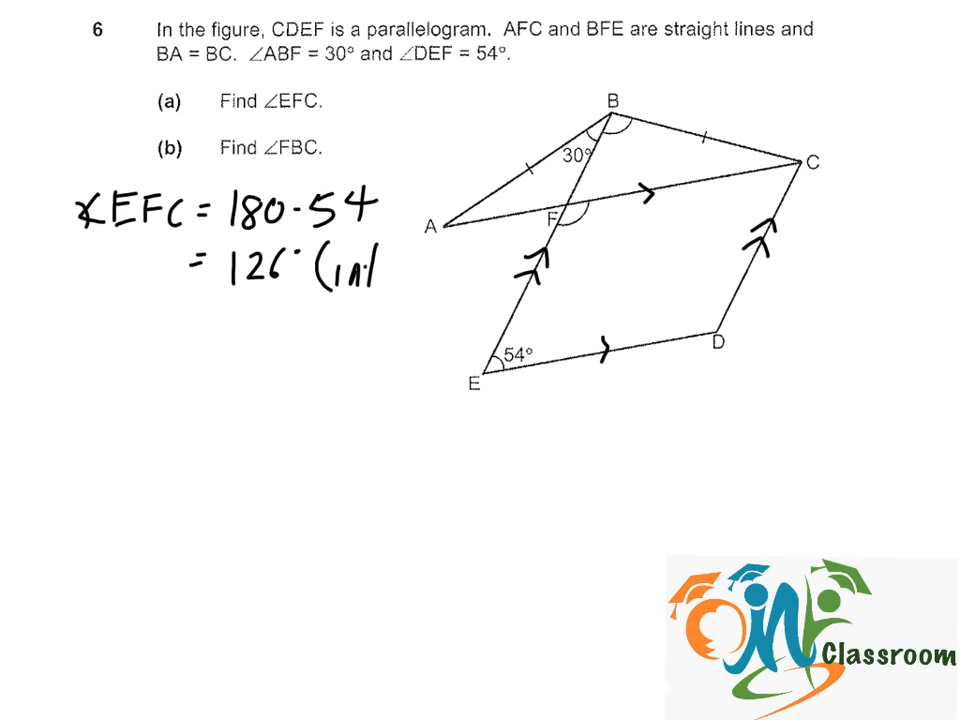 6 In the figure, CDEF is a parallelogram. AFC and BFE are straight lines and
BA = BC. ∠ABF = 30° and ∠DEF = 54°.
(a) Find ∠EFC.
(b) Find ∠FBC.
B
30°
C
A
F
54°
D
E
∠EFC = 180 - 54
= 126° (int
Classroom